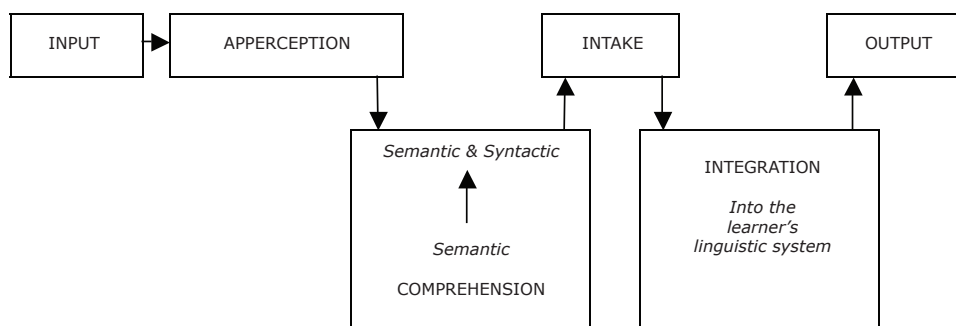 INPUT
APPERCEPTION
INTAKE
OUTPUT
Semantic & Syntactic
Semantic
COMPREHENSION
INTEGRATION
Into the
learner's
linguistic system